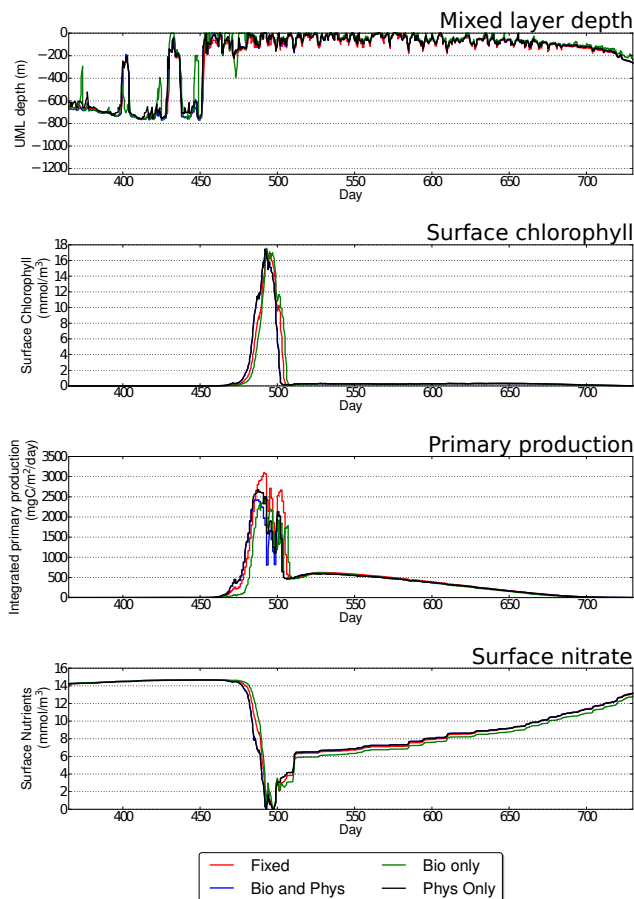 Mixed layer depth
0
−200
−400
−600
−800
−1000
−1200
UML depth (m)
400 450 500 550 600 650 700
Day
Surface chlorophyll
18
16
14
12
10
8
6
4
2
0
Surface Chlorophyll
(mmol/m³)
400 450 500 550 600 650 700
Day
Primary production
3500
3000
2500
2000
1500
1000
500
0
Integrated primary production
(mgC/m²/day)
400 450 500 550 600 650 700
Day
Surface nitrate
16
14
12
10
8
6
4
2
0
Surface Nutrients
(mmol/m³)
400 450 500 550 600 650 700
Day
Fixed Bio only
Bio and Phys Phys Only